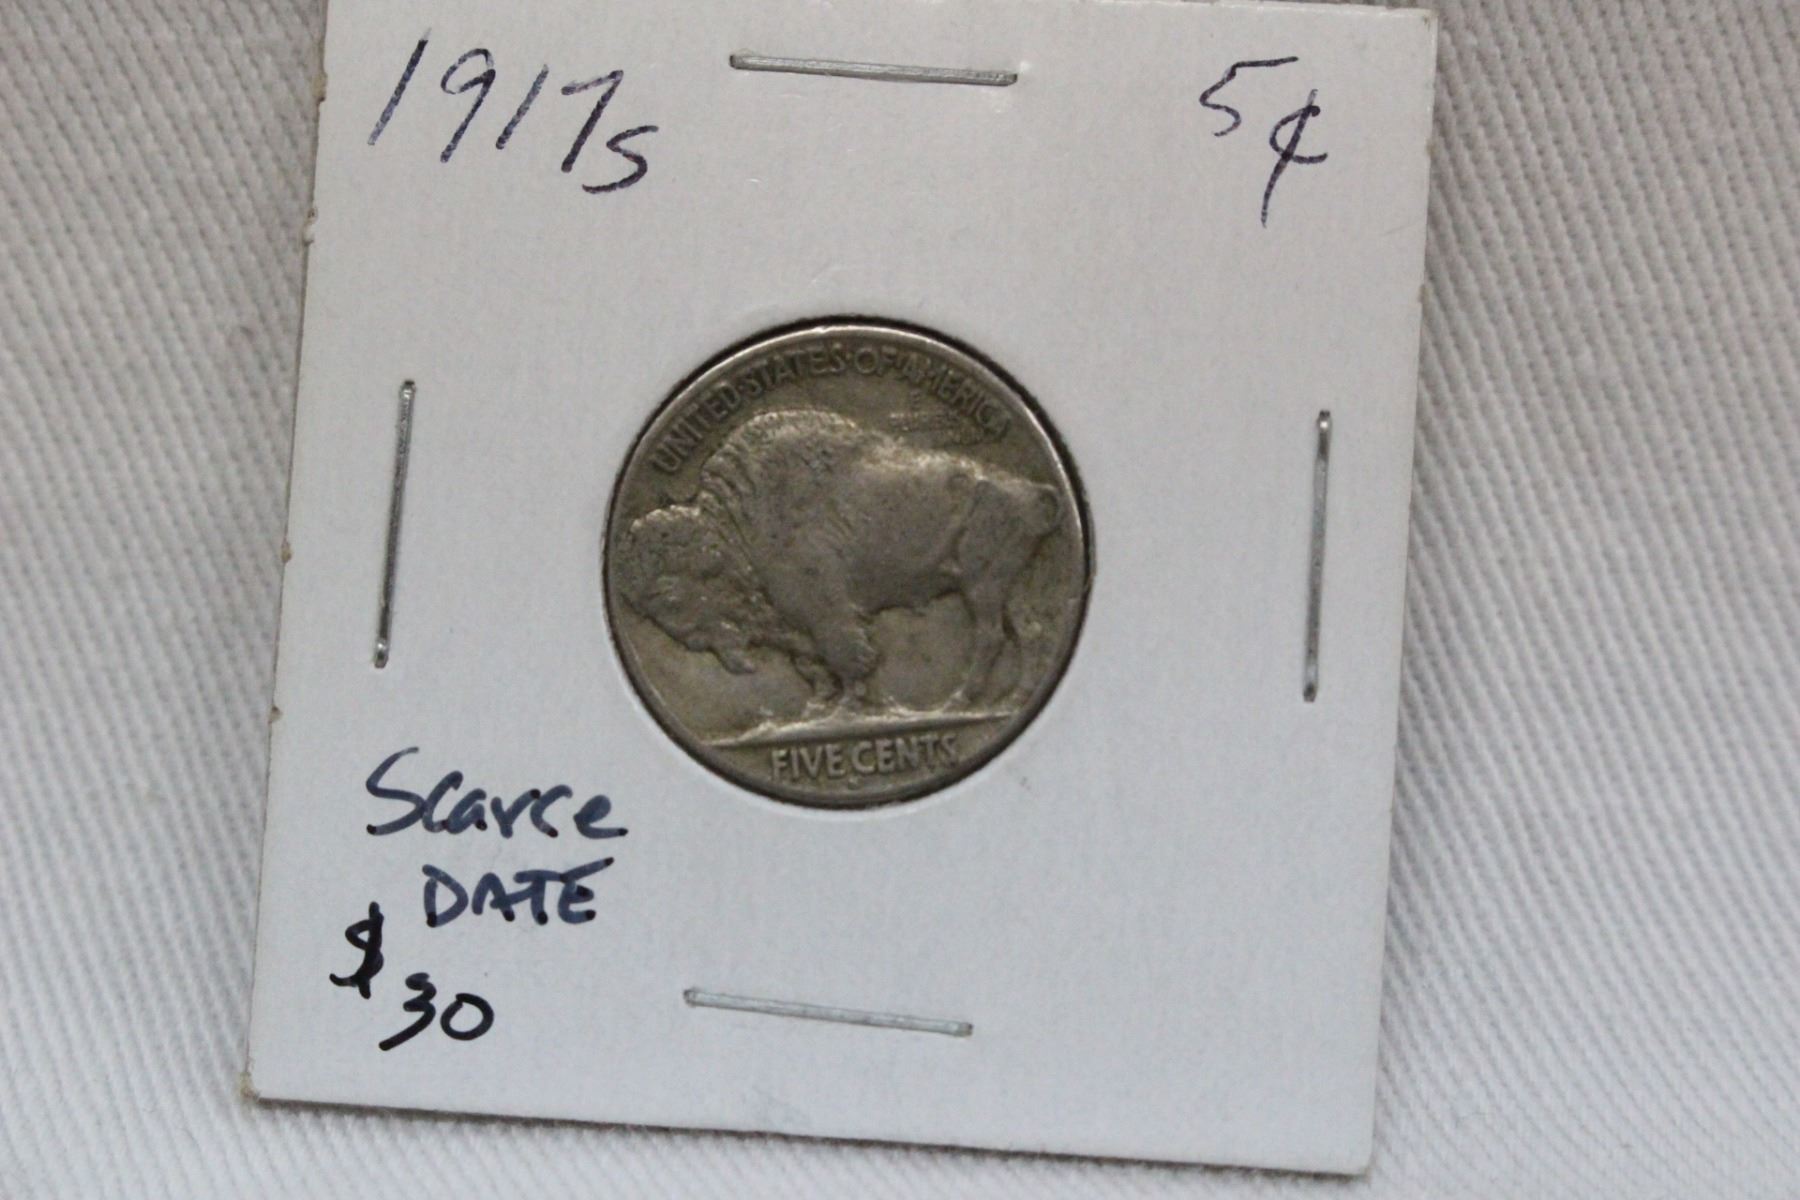 1917s 5¢
UNITED·STATES·OF·AMERICA
FIVE CENTS
Scarce
DATE
$30